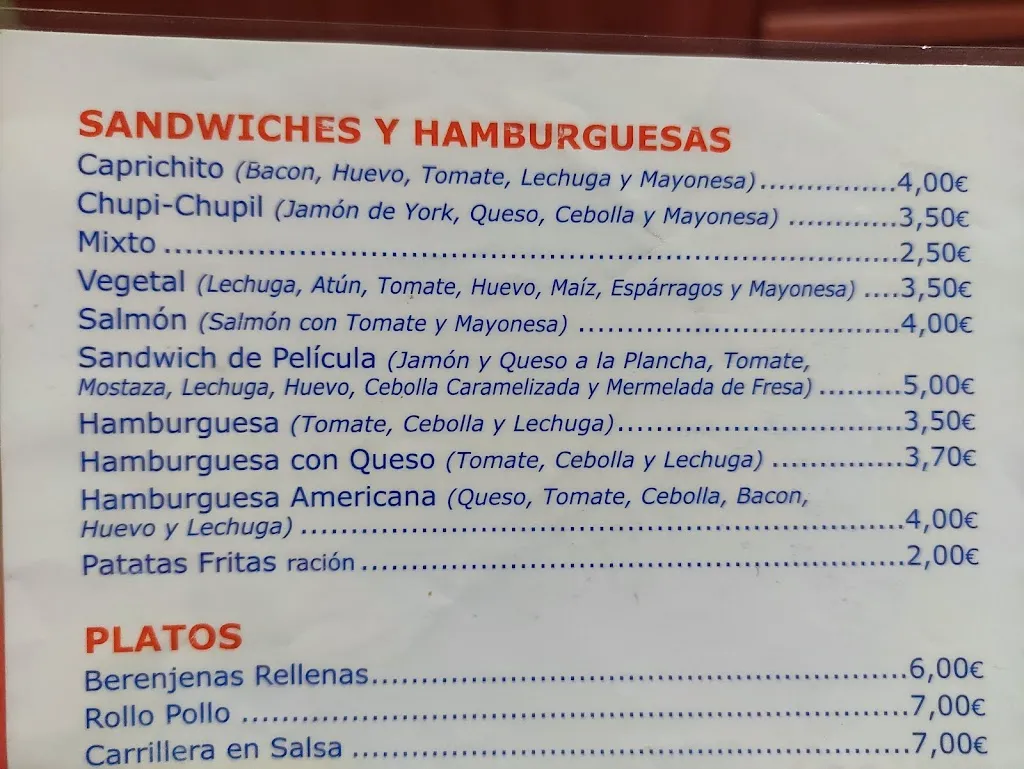 SANDWICHES Y HAMBURGUESAS
Caprichito (Bacon, Huevo, Tomate, Lechuga y Mayonesa)...............4,00€
Chupi-Chupil (Jamón de York, Queso, Cebolla y Mayonesa) ............3,50€
Mixto ..........................................................................2,50€
Vegetal (Lechuga, Atún, Tomate, Huevo, Maíz, Espárragos y Mayonesa) ....3,50€
Salmón (Salmón con Tomate y Mayonesa) ....................................4,00€
Sandwich de Película (Jamón y Queso a la Plancha, Tomate,
Mostaza, Lechuga, Huevo, Cebolla Caramelizada y Mermelada de Fresa) .........5,00€
Hamburguesa (Tomate, Cebolla y Lechuga)................................3,50€
Hamburguesa con Queso (Tomate, Cebolla y Lechuga) ..............3,70€
Hamburguesa Americana (Queso, Tomate, Cebolla, Bacon,
Huevo y Lechuga) ..................................................................4,00€
Patatas Fritas ración ............................................................2,00€
PLATOS
Berenjenas Rellenas...........................................................6,00€
Rollo Pollo .........................................................................7,00€
Carrillera en Salsa .............................................................7,00€